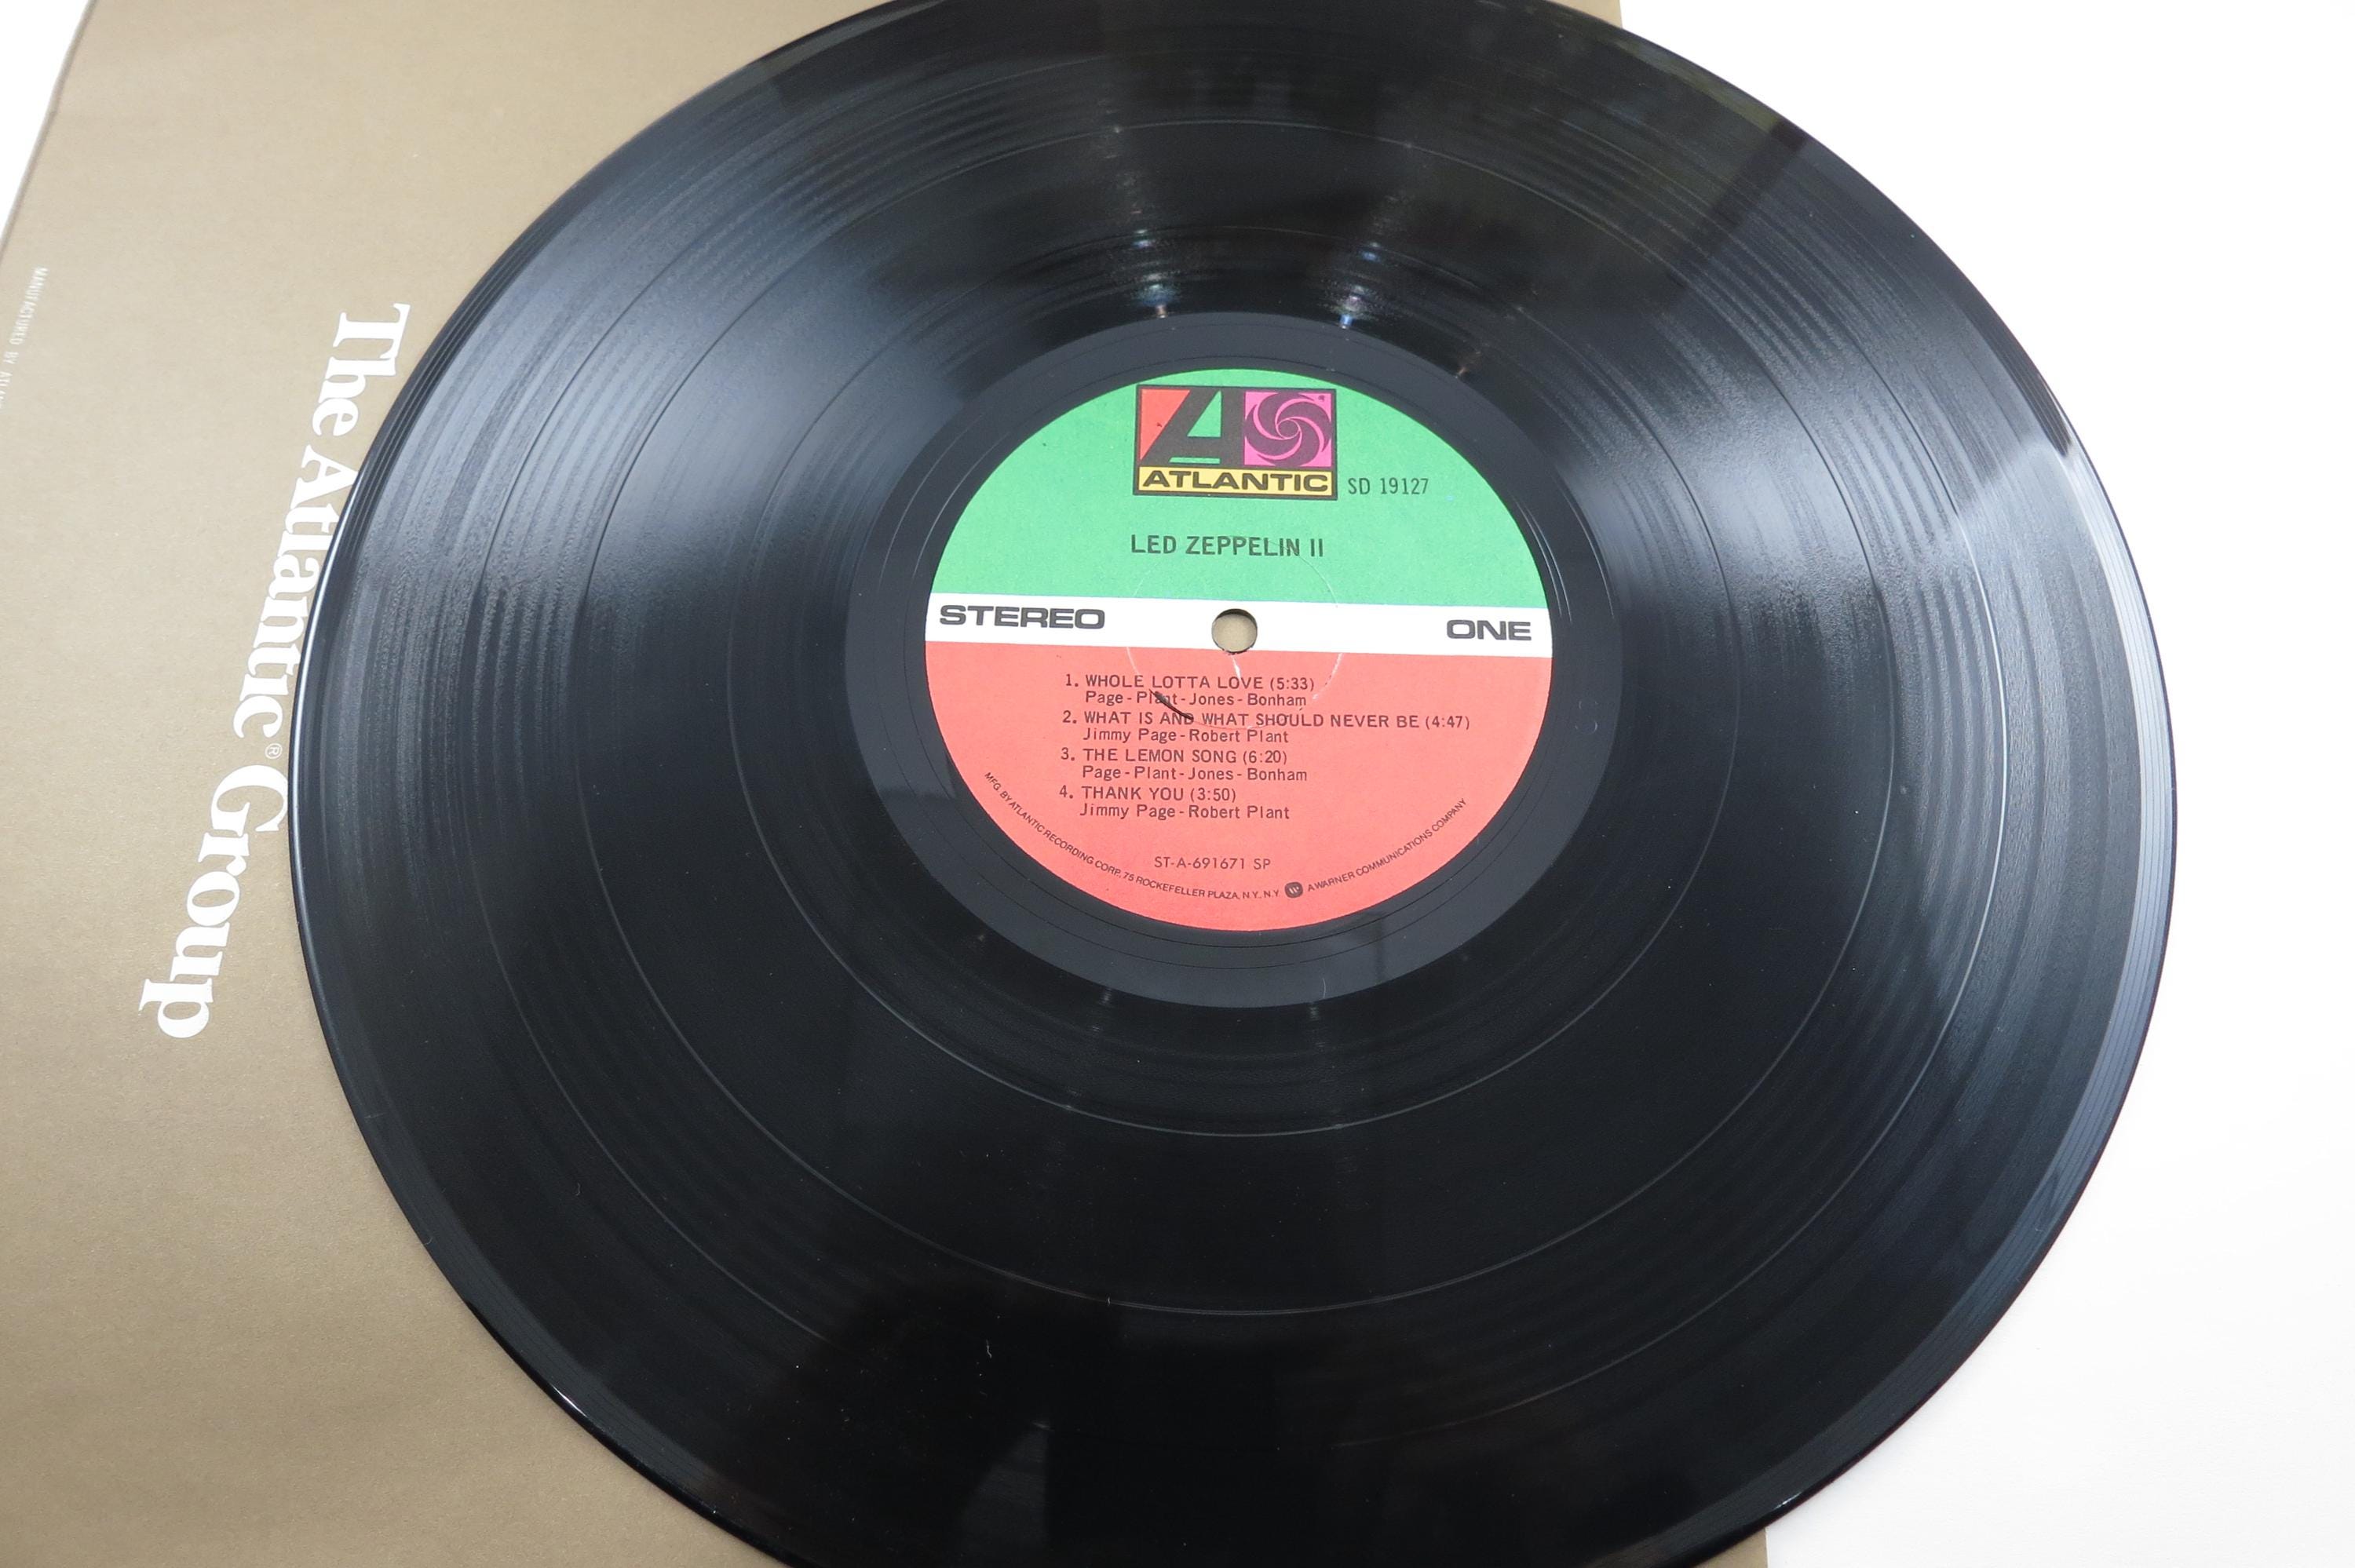 ATLANTIC
SD 19127
LED ZEPPELIN II
STEREO
ONE
1. WHOLE LOTTA LOVE (5:33)
Page-Plant-Jones-Bonham
2. WHAT IS AND WHAT SHOULD NEVER BE (4:47)
Jimmy Page-Robert Plant
3. THE LEMON SONG (6:20)
Page-Plant-Jones-Bonham
4. THANK YOU (3:50)
Jimmy Page-Robert Plant
ST-A-691671 SP
MFG. BY ATLANTIC RECORDING CORP. 75 ROCKEFELLER PLAZA, N.Y., N.Y. A WARNER COMMUNICATIONS COMPANY
The Atlantic® Group
MANUFACTURED BY